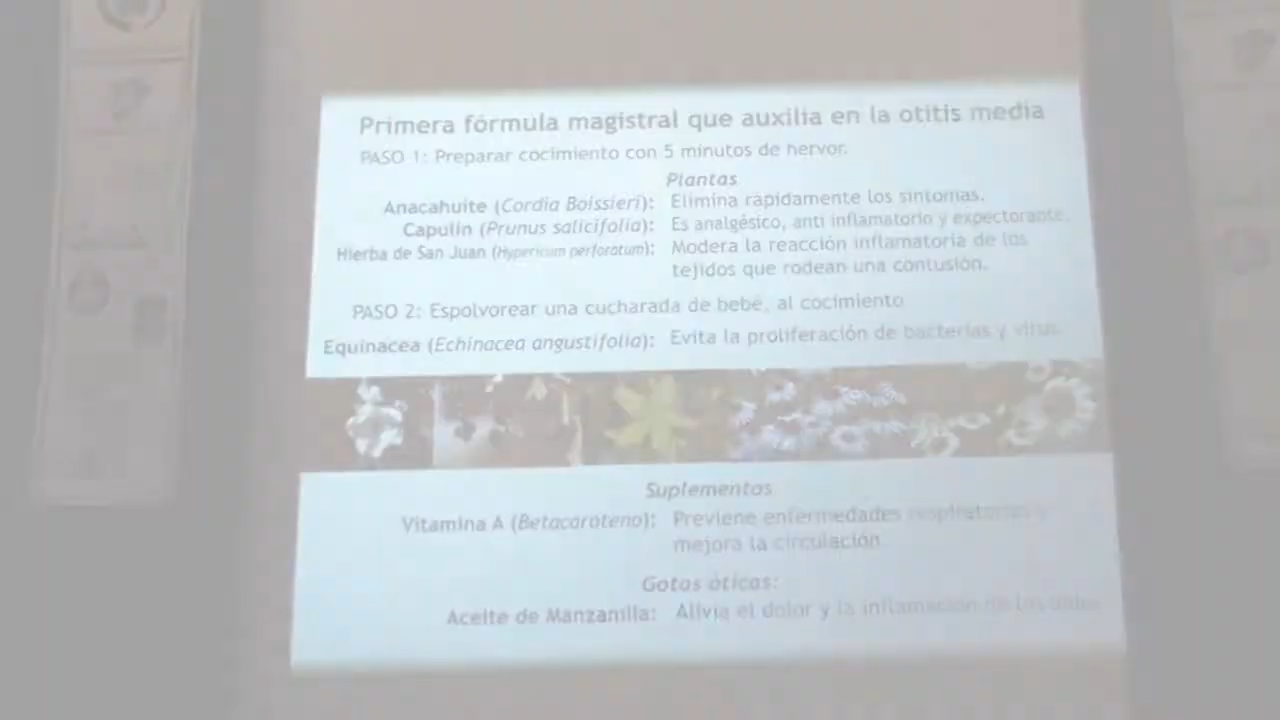 Primera fórmula magistral que auxilia en la otitis media
PASO 1: Preparar cocimiento con 5 minutos de hervor.
Plantas
Anacahuite (Cordia Boissieri): Elimina rápidamente los síntomas.
Capulín (Prunus salicifolia): Es analgésico, anti inflamatorio y expectorante.
Hierba de San Juan (Hypericum perforatum): Modera la reacción inflamatoria de los
tejidos que rodean una contusión.
PASO 2: Espolvorear una cucharada de bebé, al cocimiento
Equinacea (Echinacea angustifolia): Evita la proliferación de bacterias y virus.
Suplementos
Vitamina A (Betacaroteno): Previene enfermedades respiratorias y
mejora la circulación.
Gotas óticas:
Aceite de Manzanilla: Alivia el dolor y la inflamación de los oídos.